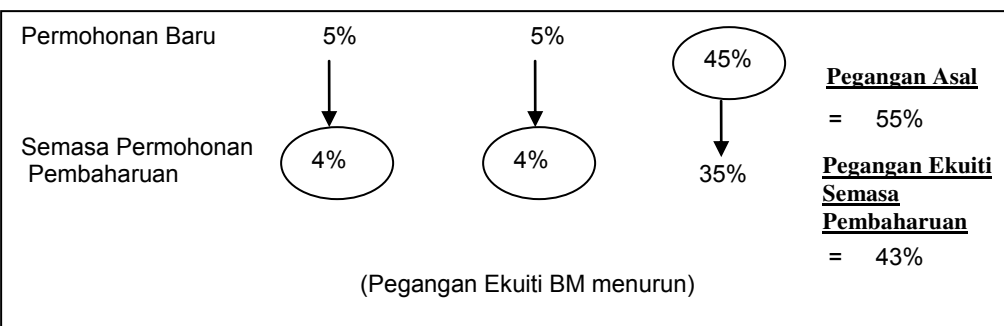 Permohonan Baru 5% 5% 45%
Pegangan Asal
= 55%
Semasa Permohonan
Pembaharuan 4% 4% 35%
Pegangan Ekuiti
Semasa
Pembaharuan
= 43%
(Pegangan Ekuiti BM menurun)